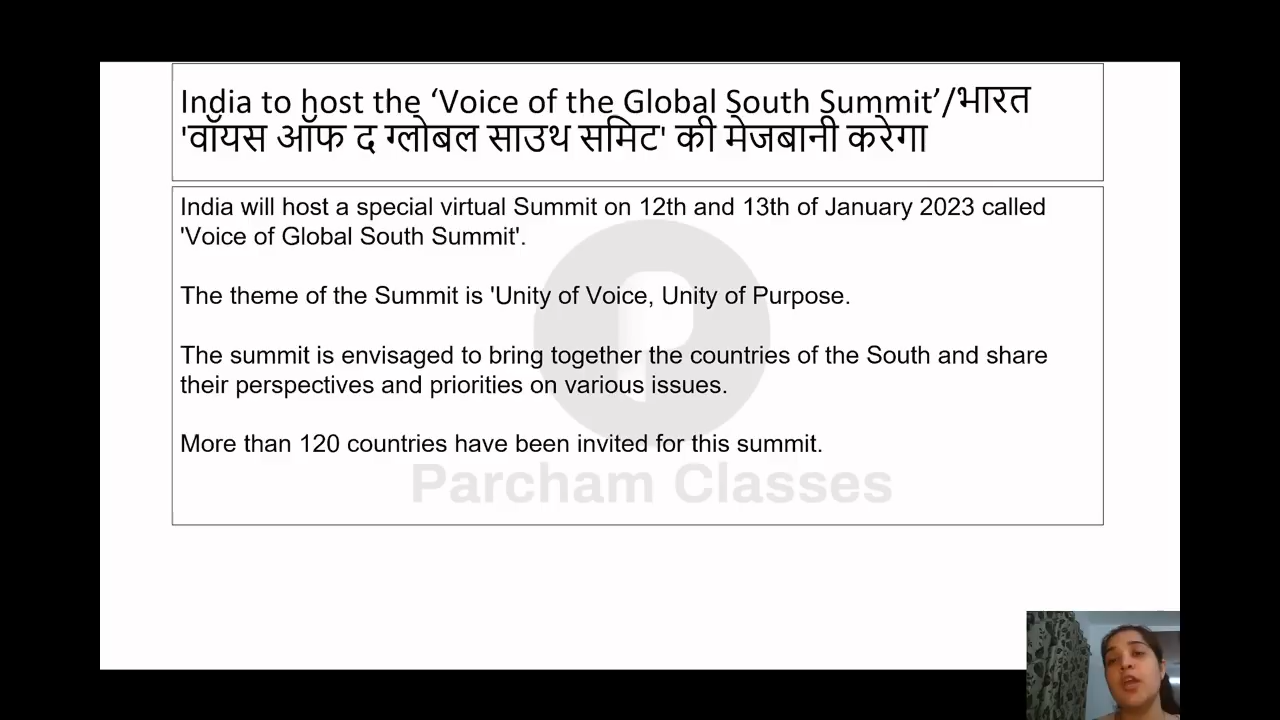 India to host the ‘Voice of the Global South Summit’/भारत
'वॉयस ऑफ द ग्लोबल साउथ समिट' की मेजबानी करेगा
India will host a special virtual Summit on 12th and 13th of January 2023 called
'Voice of Global South Summit'.
The theme of the Summit is 'Unity of Voice, Unity of Purpose.
The summit is envisaged to bring together the countries of the South and share
their perspectives and priorities on various issues.
More than 120 countries have been invited for this summit.
Parcham Classes